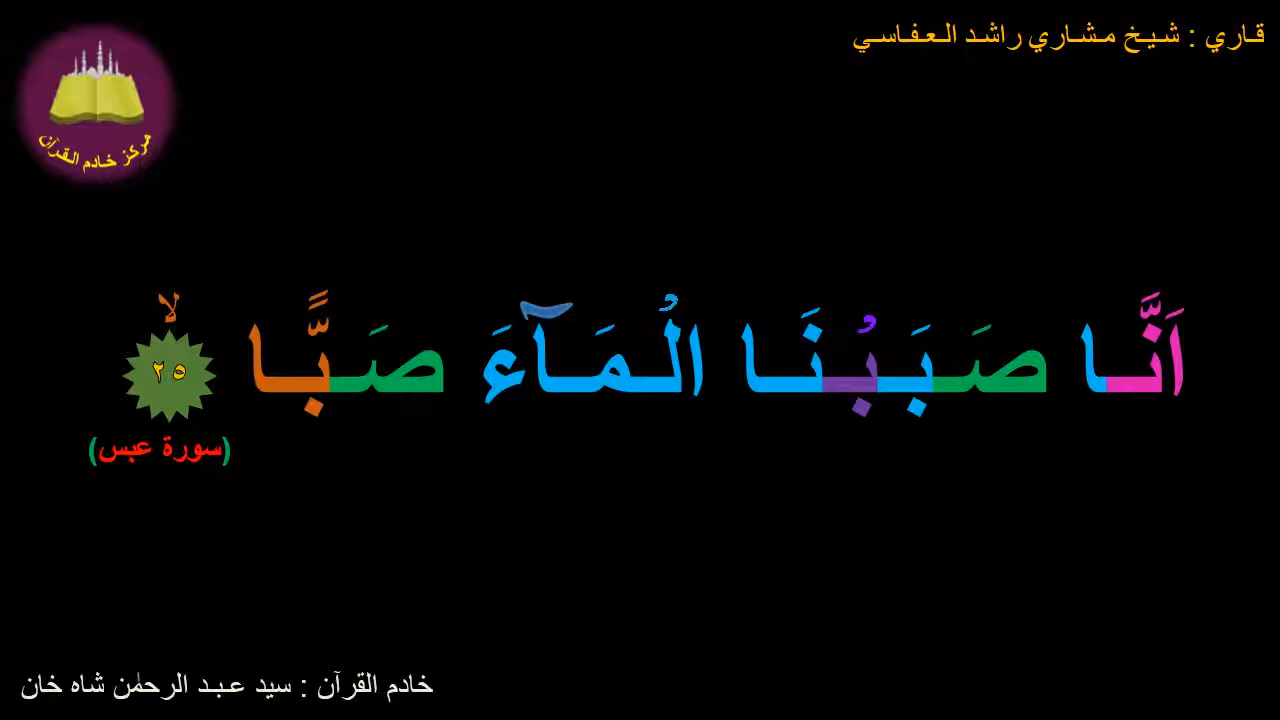 قاري : شيخ مشاري راشد العفاسي
مركز خادم القرآن
اَنَّا صَبَبْنَا الْمَآءَ صَبًّا ۙ ٢٥
(سورة عبس)
خادم القرآن : سيد عبد الرحمٰن شاه خان